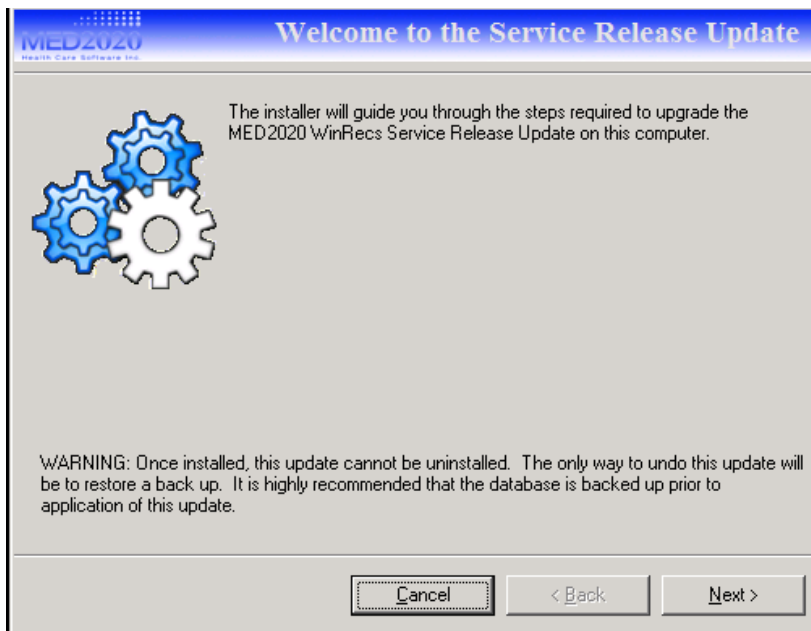 MED2020
Health Care Software Inc.
Welcome to the Service Release Update
The installer will guide you through the steps required to upgrade the
MED2020 WinRecs Service Release Update on this computer.
WARNING: Once installed, this update cannot be uninstalled.  The only way to undo this update will
be to restore a back up.  It is highly recommended that the database is backed up prior to
application of this update.
Cancel
< Back
Next >